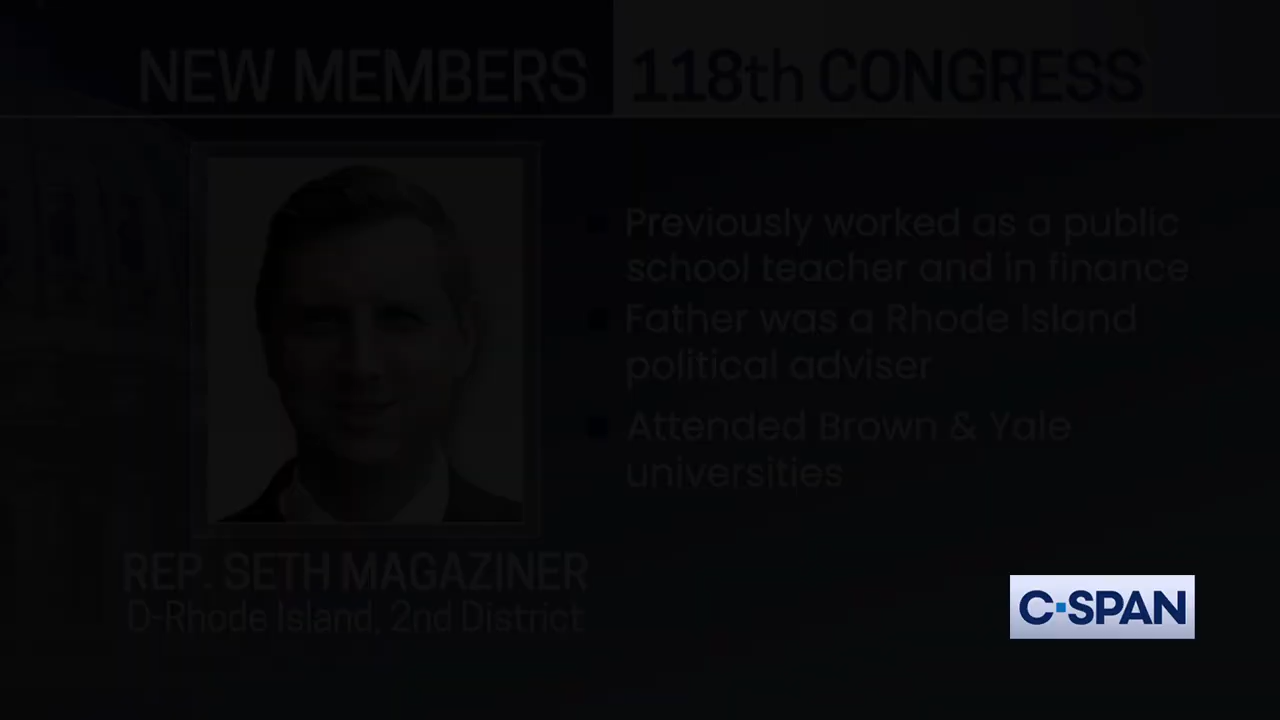 NEW MEMBERS 118th CONGRESS
Previously worked as a public
school teacher and in finance
Father was a Rhode Island
political adviser
Attended Brown & Yale
universities
REP. SETH MAGAZINER
D-Rhode Island, 2nd District
C-SPAN